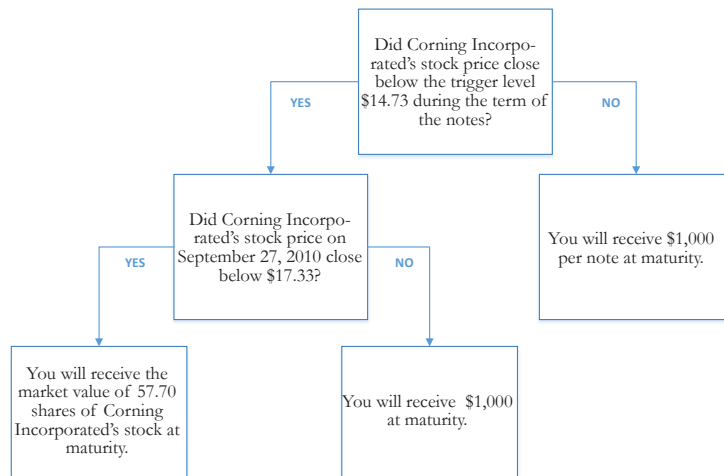 Did Corning Incorpo-
rated's stock price close
below the trigger level
$14.73 during the term of
the notes?
YES
NO
Did Corning Incorpo-
rated's stock price on
September 27, 2010 close
below $17.33?
You will receive $1,000
per note at maturity.
YES
NO
You will receive the
market value of 57.70
shares of Corning
Incorporated's stock at
maturity.
You will receive $1,000
at maturity.